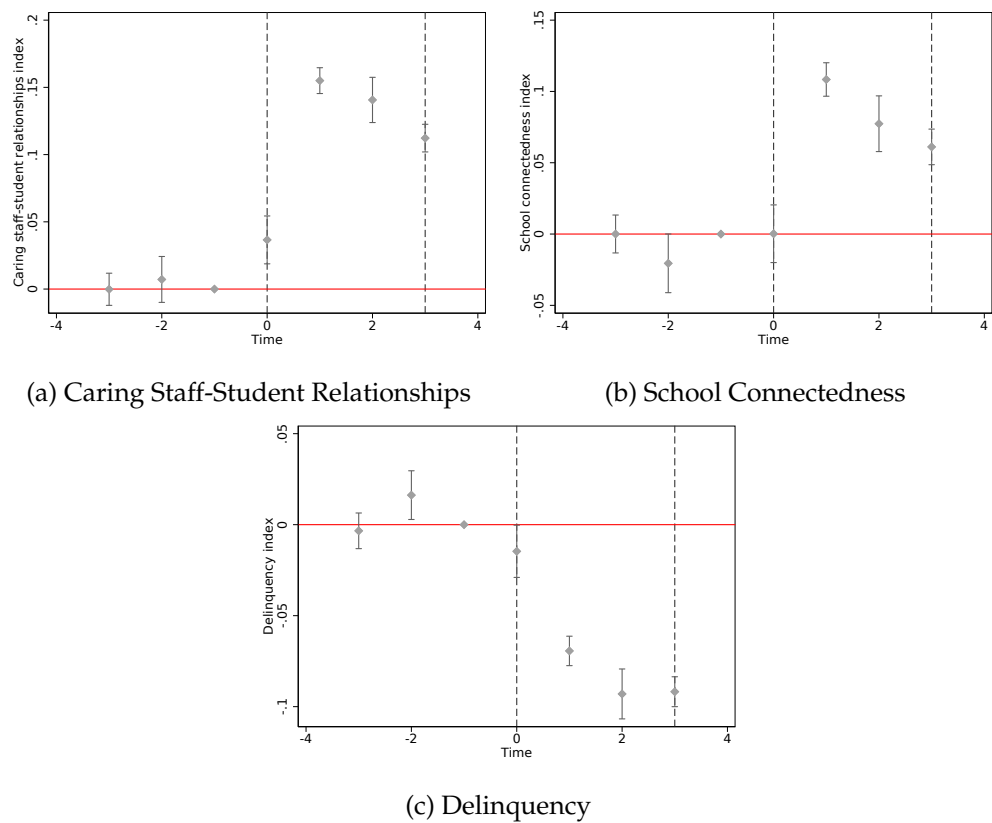 Caring staff-student relationships index
.2
.15
.1
.05
0
-4 -2 0 2 4
Time
(a) Caring Staff-Student Relationships
School connectedness index
.15
.1
.05
0
-.05
-4 -2 0 2 4
Time
(b) School Connectedness
Delinquency index
.05
0
-.05
-.1
-4 -2 0 2 4
Time
(c) Delinquency